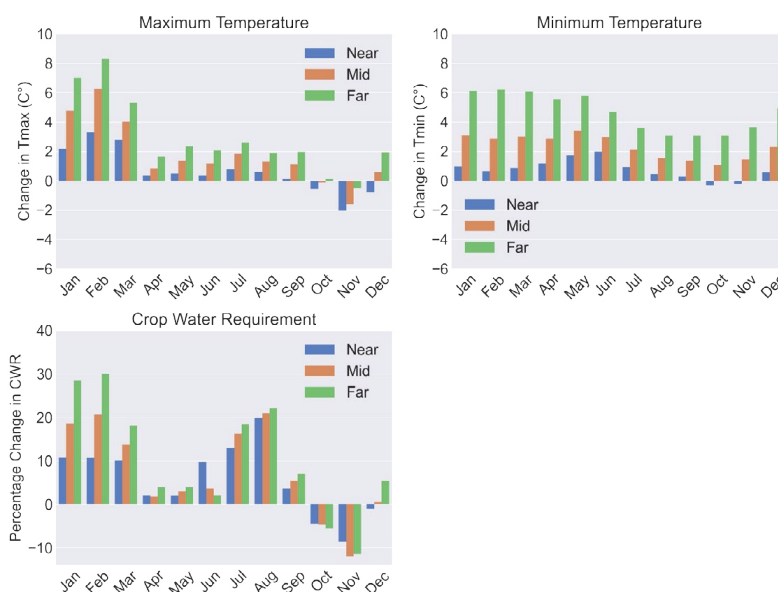 Maximum Temperature
Change in Tmax (C°)
10
8
6
4
2
0
−2
−4
−6
Near
Mid
Far
Jan Feb Mar Apr May Jun Jul Aug Sep Oct Nov Dec
Minimum Temperature
Change in Tmin (C°)
10
8
6
4
2
0
−2
−4
−6
Near
Mid
Far
Jan Feb Mar Apr May Jun Jul Aug Sep Oct Nov Dec
Crop Water Requirement
Percentage Change in CWR
40
30
20
10
0
−10
Near
Mid
Far
Jan Feb Mar Apr May Jun Jul Aug Sep Oct Nov Dec